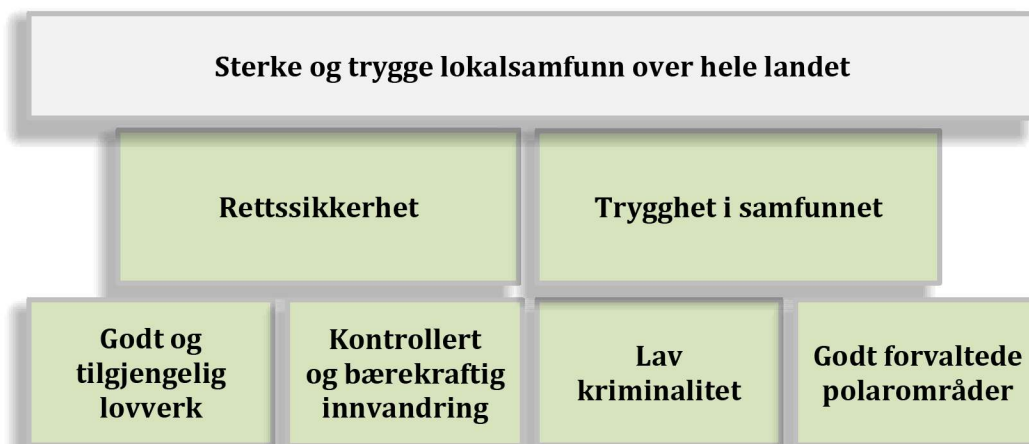 Sterke og trygge lokalsamfunn over hele landet
Rettssikkerhet
Trygghet i samfunnet
Godt og
tilgjengelig
lovverk
Kontrollert
og bærekraftig
innvandring
Lav
kriminalitet
Godt forvaltede
polarområder